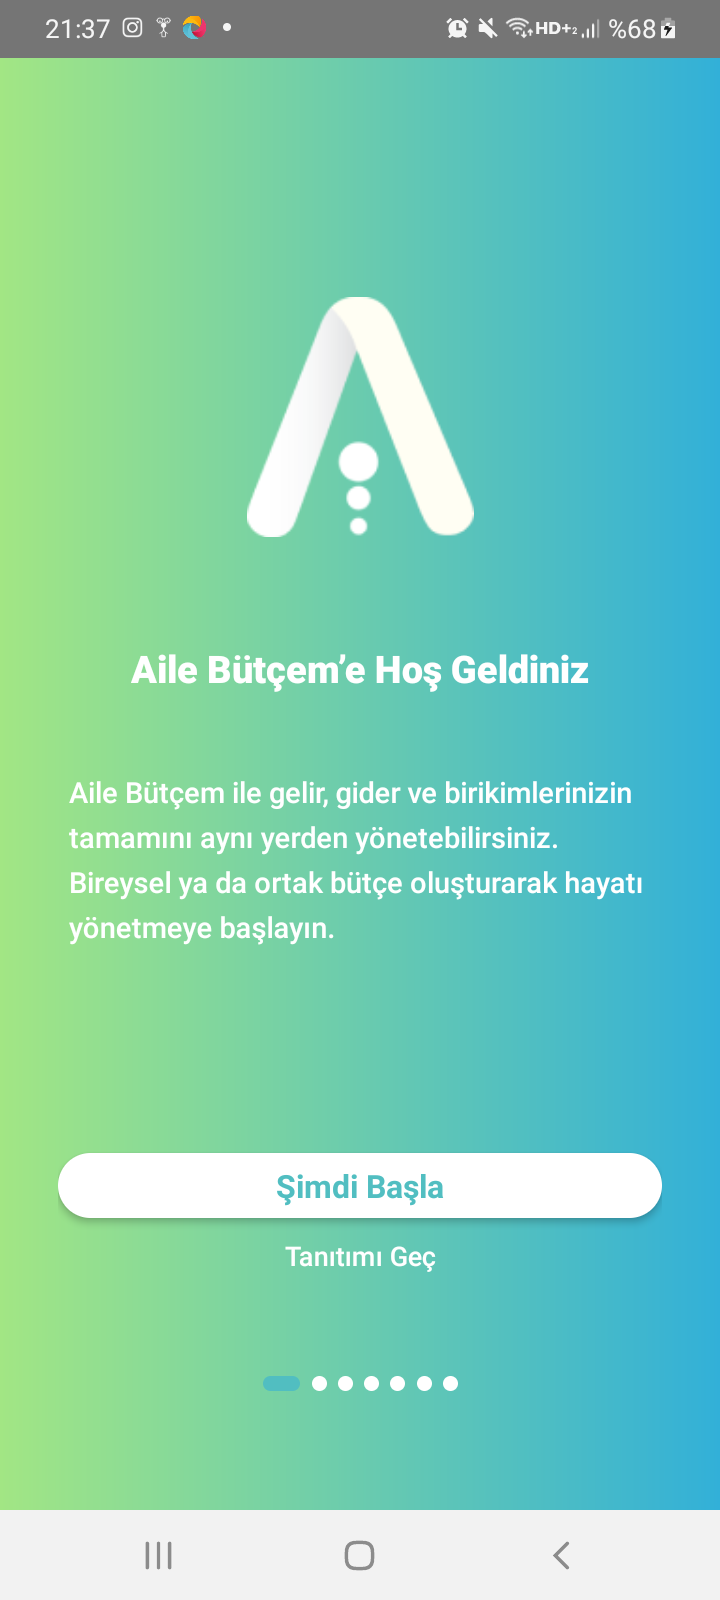 21:37 HD+2 %68
Aile Bütçem’e Hoş Geldiniz
Aile Bütçem ile gelir, gider ve birikimlerinizin
tamamını aynı yerden yönetebilirsiniz.
Bireysel ya da ortak bütçe oluşturarak hayatı
yönetmeye başlayın.
Şimdi Başla
Tanıtımı Geç